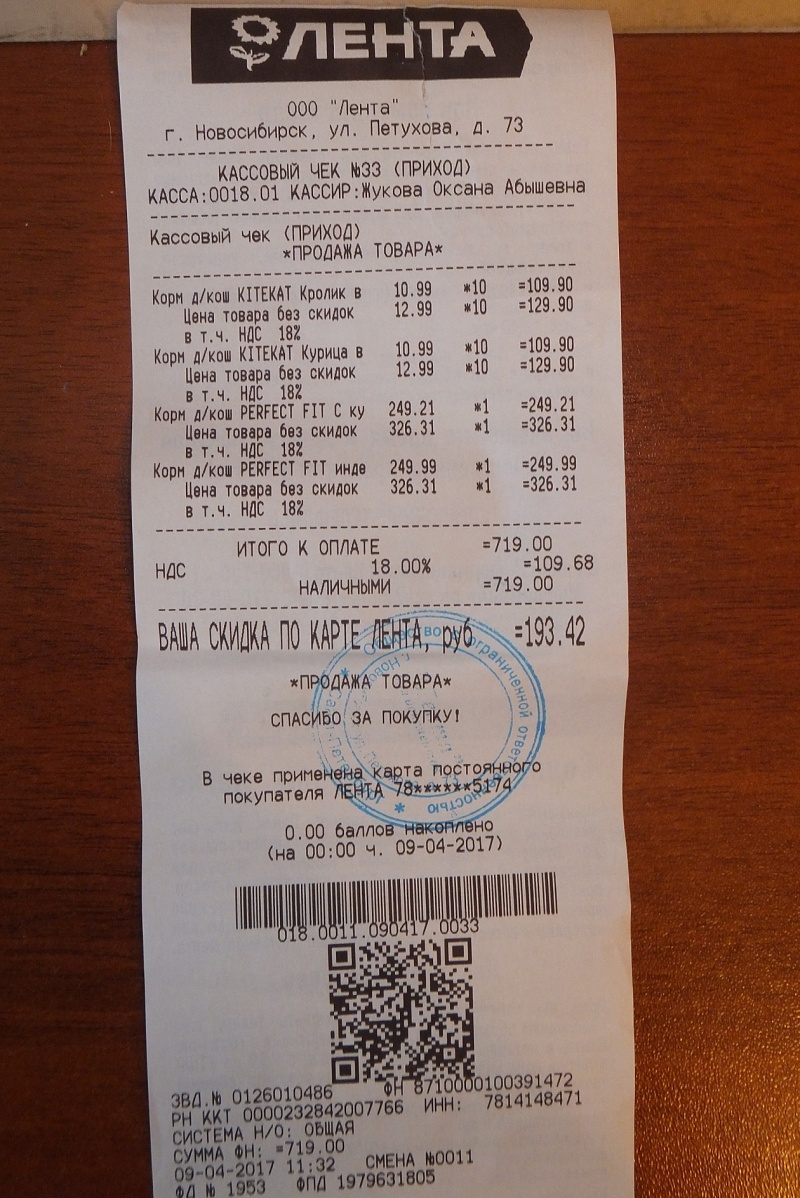 ЛЕНТА
ООО "Лента"
г. Новосибирск, ул. Петухова, д. 73
КАССОВЫЙ ЧЕК №33 (ПРИХОД)
КАССА:0018.01 КАССИР:Жукова Оксана Абышевна
Кассовый чек (ПРИХОД)
*ПРОДАЖА ТОВАРА*
Корм д/кош KITEKAT Кролик в 10.99 *10 =109.90
Цена товара без скидок 12.99 *10 =129.90
в т.ч. НДС 18%
Корм д/кош KITEKAT Курица в 10.99 *10 =109.90
Цена товара без скидок 12.99 *10 =129.90
в т.ч. НДС 18%
Корм д/кош PERFECT FIT С ку 249.21 *1 =249.21
Цена товара без скидок 326.31 *1 =326.31
в т.ч. НДС 18%
Корм д/кош PERFECT FIT инде 249.99 *1 =249.99
Цена товара без скидок 326.31 *1 =326.31
в т.ч. НДС 18%
ИТОГО К ОПЛАТЕ =719.00
НДС 18.00% =109.68
НАЛИЧНЫМИ =719.00
ВАША СКИДКА ПО КАРТЕ ЛЕНТА, руб. =193.42
*ПРОДАЖА ТОВАРА*
СПАСИБО ЗА ПОКУПКУ!
В чеке применена карта постоянного
покупателя ЛЕНТА 78******5174
0.00 баллов накоплено
(на 00:00 ч. 09-04-2017)
018.0011.090417.0033
ЗВД.№ 0126010486 ФН 8710000100391472
РН ККТ 0000232842007766 ИНН: 7814148471
СИСТЕМА Н/О: ОБЩАЯ
СУММА ФН: =719.00
09-04-2017 11:32 СМЕНА №0011
ФД № 1953 ФПД 1979631805
Общество с ограниченной ответственностью